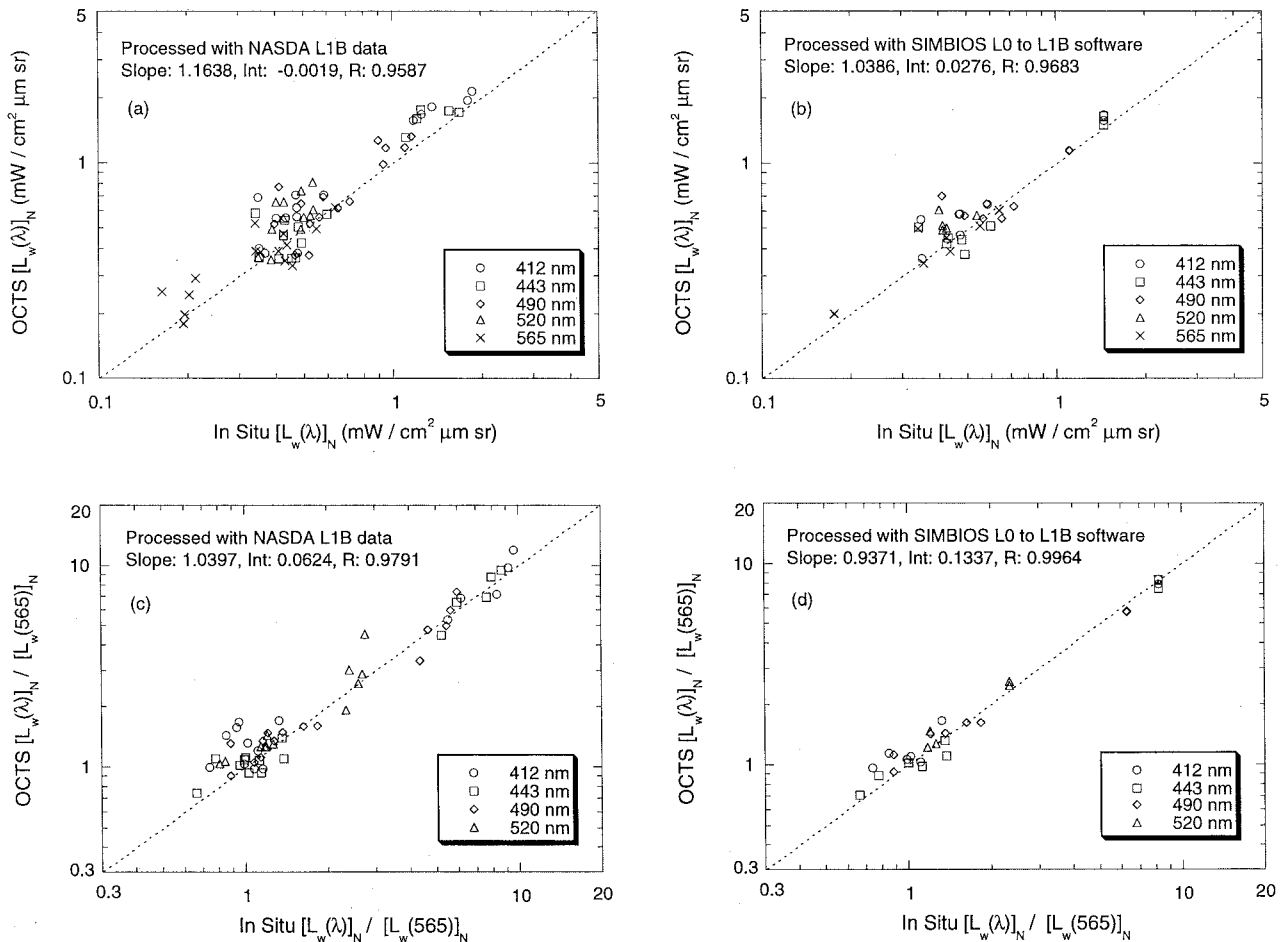 5
Processed with NASDA L1B data
Slope: 1.1638, Int: -0.0019, R: 0.9587
(a)
1
0.1
OCTS [L_w(λ)]_N (mW / cm² μm sr)
412 nm
443 nm
490 nm
520 nm
565 nm
0.1
1
5
In Situ [L_w(λ)]_N (mW / cm² μm sr)
5
Processed with SIMBIOS L0 to L1B software
Slope: 1.0386, Int: 0.0276, R: 0.9683
(b)
1
0.1
OCTS [L_w(λ)]_N (mW / cm² μm sr)
412 nm
443 nm
490 nm
520 nm
565 nm
0.1
1
5
In Situ [L_w(λ)]_N (mW / cm² μm sr)
20
10
Processed with NASDA L1B data
Slope: 1.0397, Int: 0.0624, R: 0.9791
(c)
1
0.3
OCTS [L_w(λ)]_N / [L_w(565)]_N
412 nm
443 nm
490 nm
520 nm
0.3
1
10
20
In Situ [L_w(λ)]_N / [L_w(565)]_N
20
10
Processed with SIMBIOS L0 to L1B software
Slope: 0.9371, Int: 0.1337, R: 0.9964
(d)
1
0.3
OCTS [L_w(λ)]_N / [L_w(565)]_N
412 nm
443 nm
490 nm
520 nm
0.3
1
10
20
In Situ [L_w(λ)]_N / [L_w(565)]_N